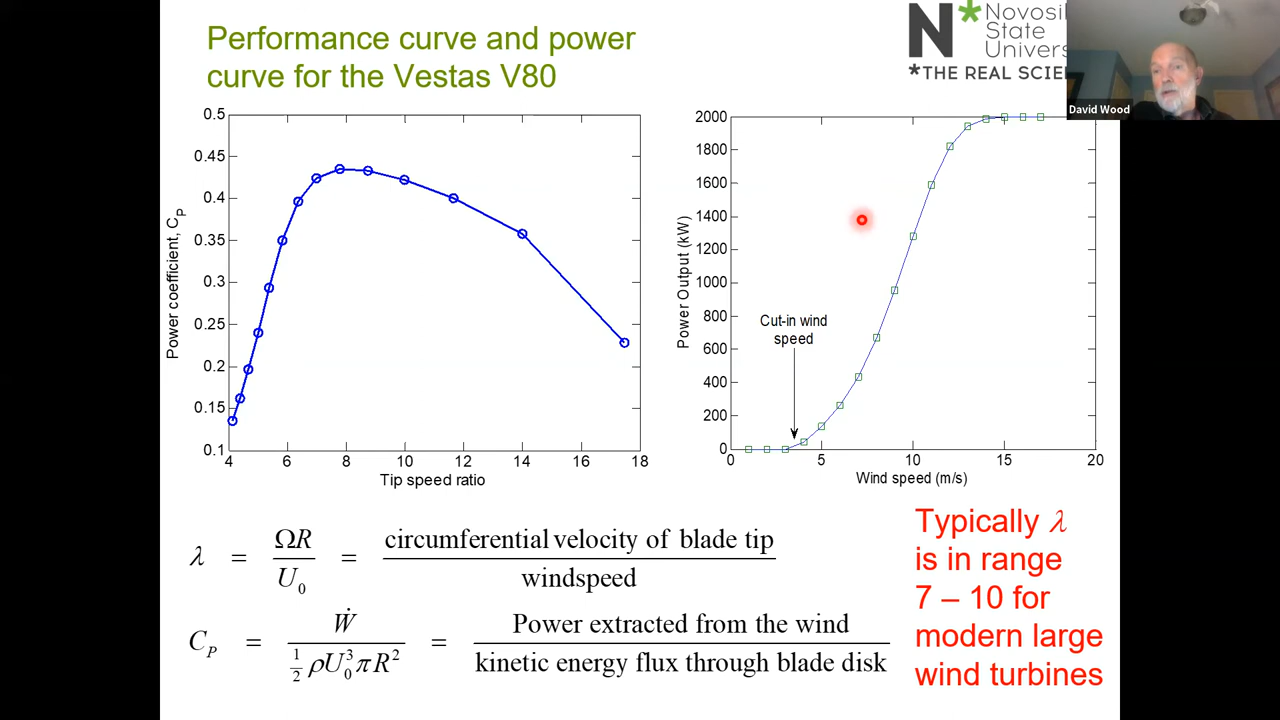 Performance curve and power
curve for the Vestas V80
N* Novosi
State
Univers
*THE REAL SCIE
David Wood
0.5
0.45
0.4
0.35
0.3
0.25
0.2
0.15
0.1
4 6 8 10 12 14 16 18
Power coefficient, C_P
Tip speed ratio
2000
1800
1600
1400
1200
1000
800
600
400
200
0
0 5 10 15 20
Power Output (kW)
Wind speed (m/s)
Cut-in wind
speed
λ = ΩR / U₀ = circumferential velocity of blade tip / windspeed
C_P = Ẇ / ½ ρU₀³πR² = Power extracted from the wind / kinetic energy flux through blade disk
Typically λ
is in range
7 – 10 for
modern large
wind turbines